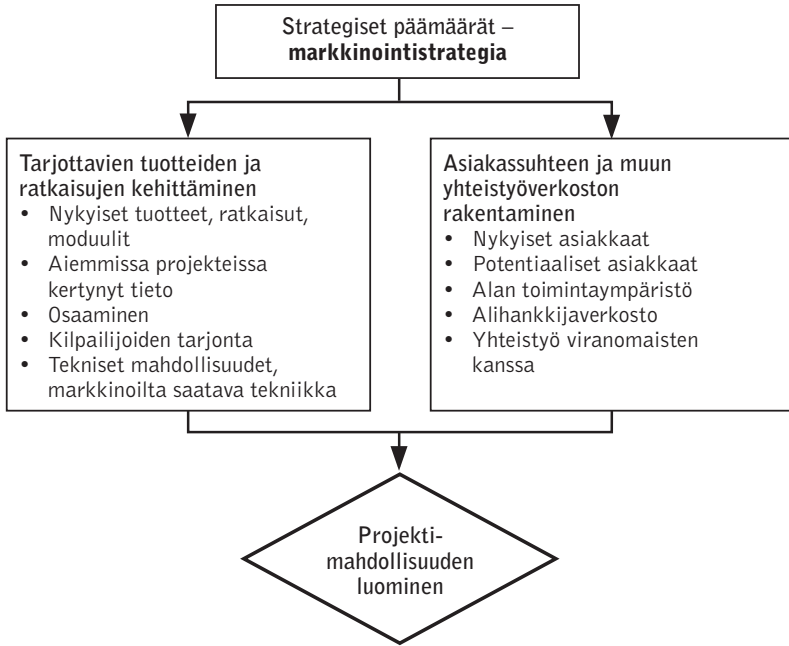 Strategiset päämäärät –
markkinointistrategia
Tarjottavien tuotteiden ja
ratkaisujen kehittäminen
• Nykyiset tuotteet, ratkaisut,
moduulit
• Aiemmissa projekteissa
kertynyt tieto
• Osaaminen
• Kilpailijoiden tarjonta
• Tekniset mahdollisuudet,
markkinoilta saatava tekniikka
Asiakassuhteen ja muun
yhteistyöverkoston
rakentaminen
• Nykyiset asiakkaat
• Potentiaaliset asiakkaat
• Alan toimintaympäristö
• Alihankkijaverkosto
• Yhteistyö viranomaisten
kanssa
Projekti-
mahdollisuuden
luominen